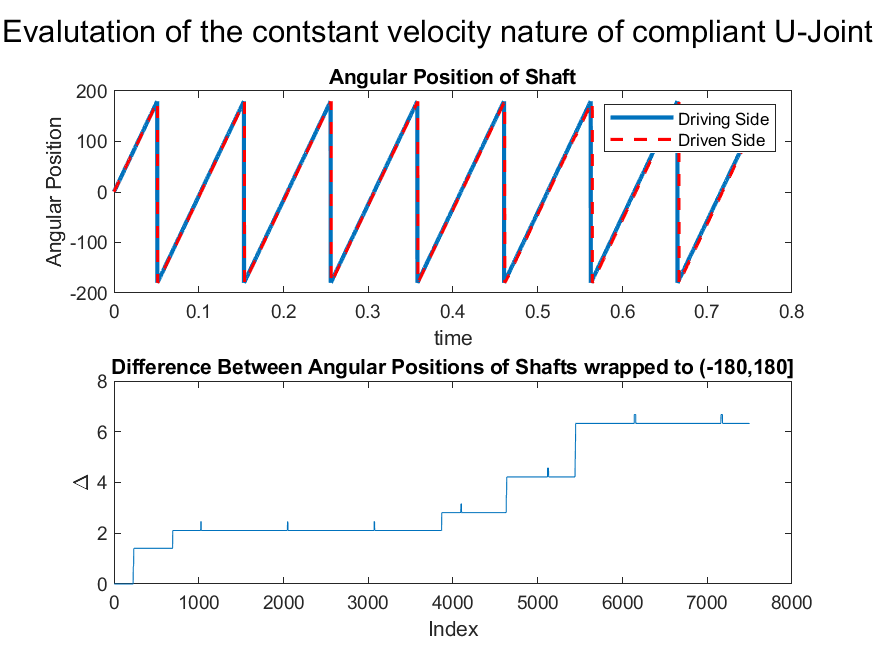 Evalutation of the contstant velocity nature of compliant U-Joint
Angular Position of Shaft
200
100
0
-100
-200
Angular Position
Driving Side
Driven Side
0 0.1 0.2 0.3 0.4 0.5 0.6 0.7 0.8
time
Difference Between Angular Positions of Shafts wrapped to (-180,180]
8
6
4
2
0
Δ
0 1000 2000 3000 4000 5000 6000 7000 8000
Index